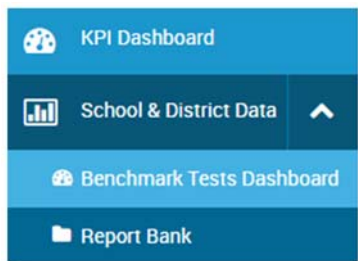 KPI Dashboard
School & District Data
Benchmark Tests Dashboard
Report Bank